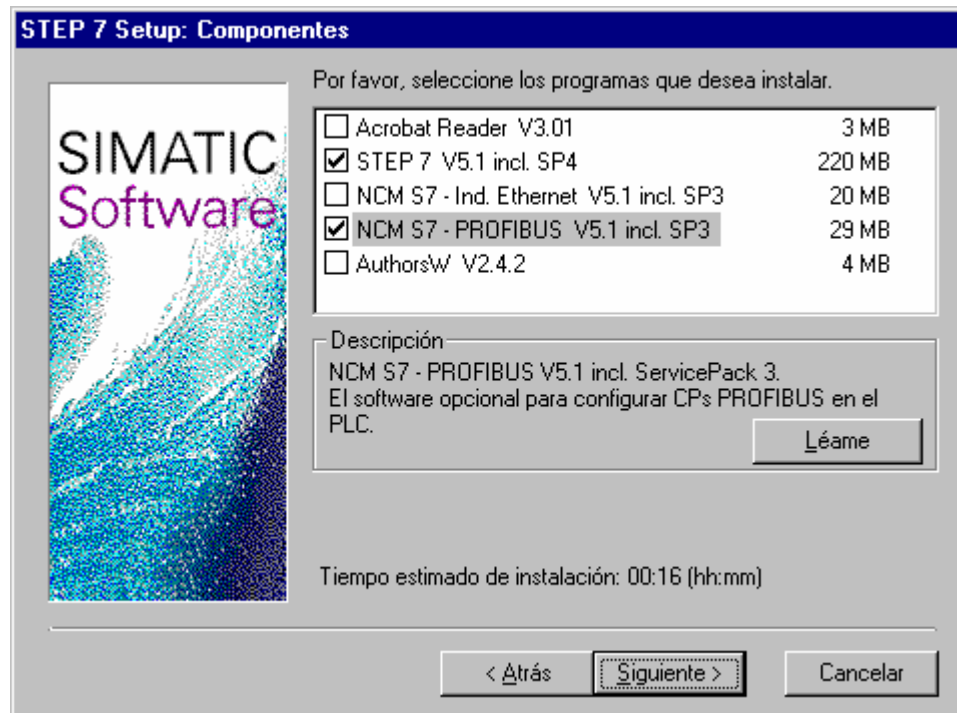 STEP 7 Setup: Componentes
SIMATIC
Software
Por favor, seleccione los programas que desea instalar.
Acrobat Reader V3.01 3 MB
STEP 7 V5.1 incl. SP4 220 MB
NCM S7 - Ind. Ethernet V5.1 incl. SP3 20 MB
NCM S7 - PROFIBUS V5.1 incl. SP3 29 MB
AuthorsW V2.4.2 4 MB
Descripción
NCM S7 - PROFIBUS V5.1 incl. ServicePack 3.
El software opcional para configurar CPs PROFIBUS en el
PLC.
Léame
Tiempo estimado de instalación: 00:16 (hh:mm)
< Atrás Siguiente > Cancelar